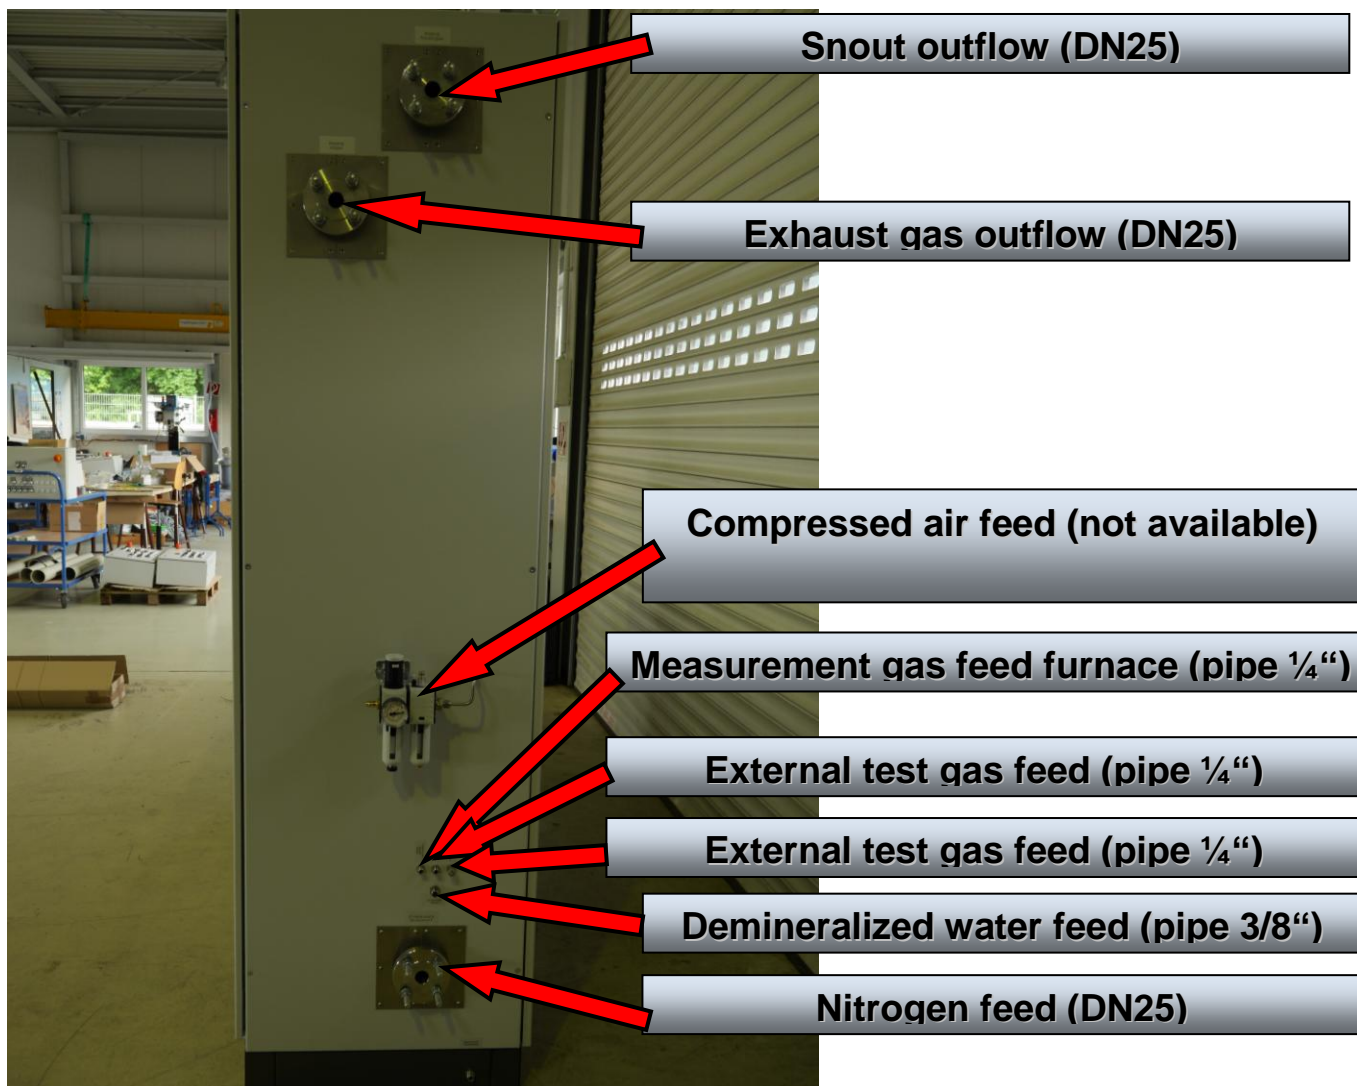 Snout outflow (DN25)
Exhaust gas outflow (DN25)
Compressed air feed (not available)
Measurement gas feed furnace (pipe ¼“)
External test gas feed (pipe ¼“)
External test gas feed (pipe ¼“)
Demineralized water feed (pipe 3/8“)
Nitrogen feed (DN25)